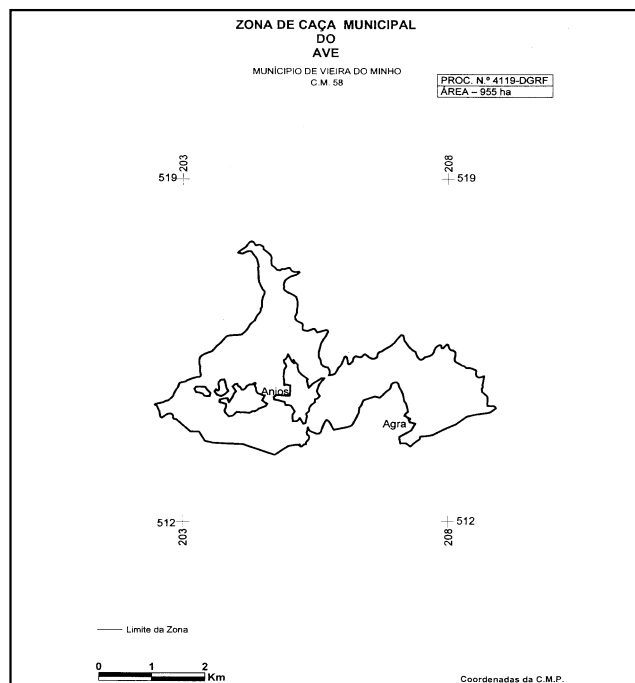 ZONA DE CAÇA MUNICIPAL
DO
AVE
MUNÍCIPIO DE VIEIRA DO MINHO
C.M. 58
PROC. N.º 4119-DGRF
ÁREA – 955 ha
203
208
519
519
Anjos
Agra
512
512
203
208
Limite da Zona
0 1 2
Km
Coordenadas da C.M.P.